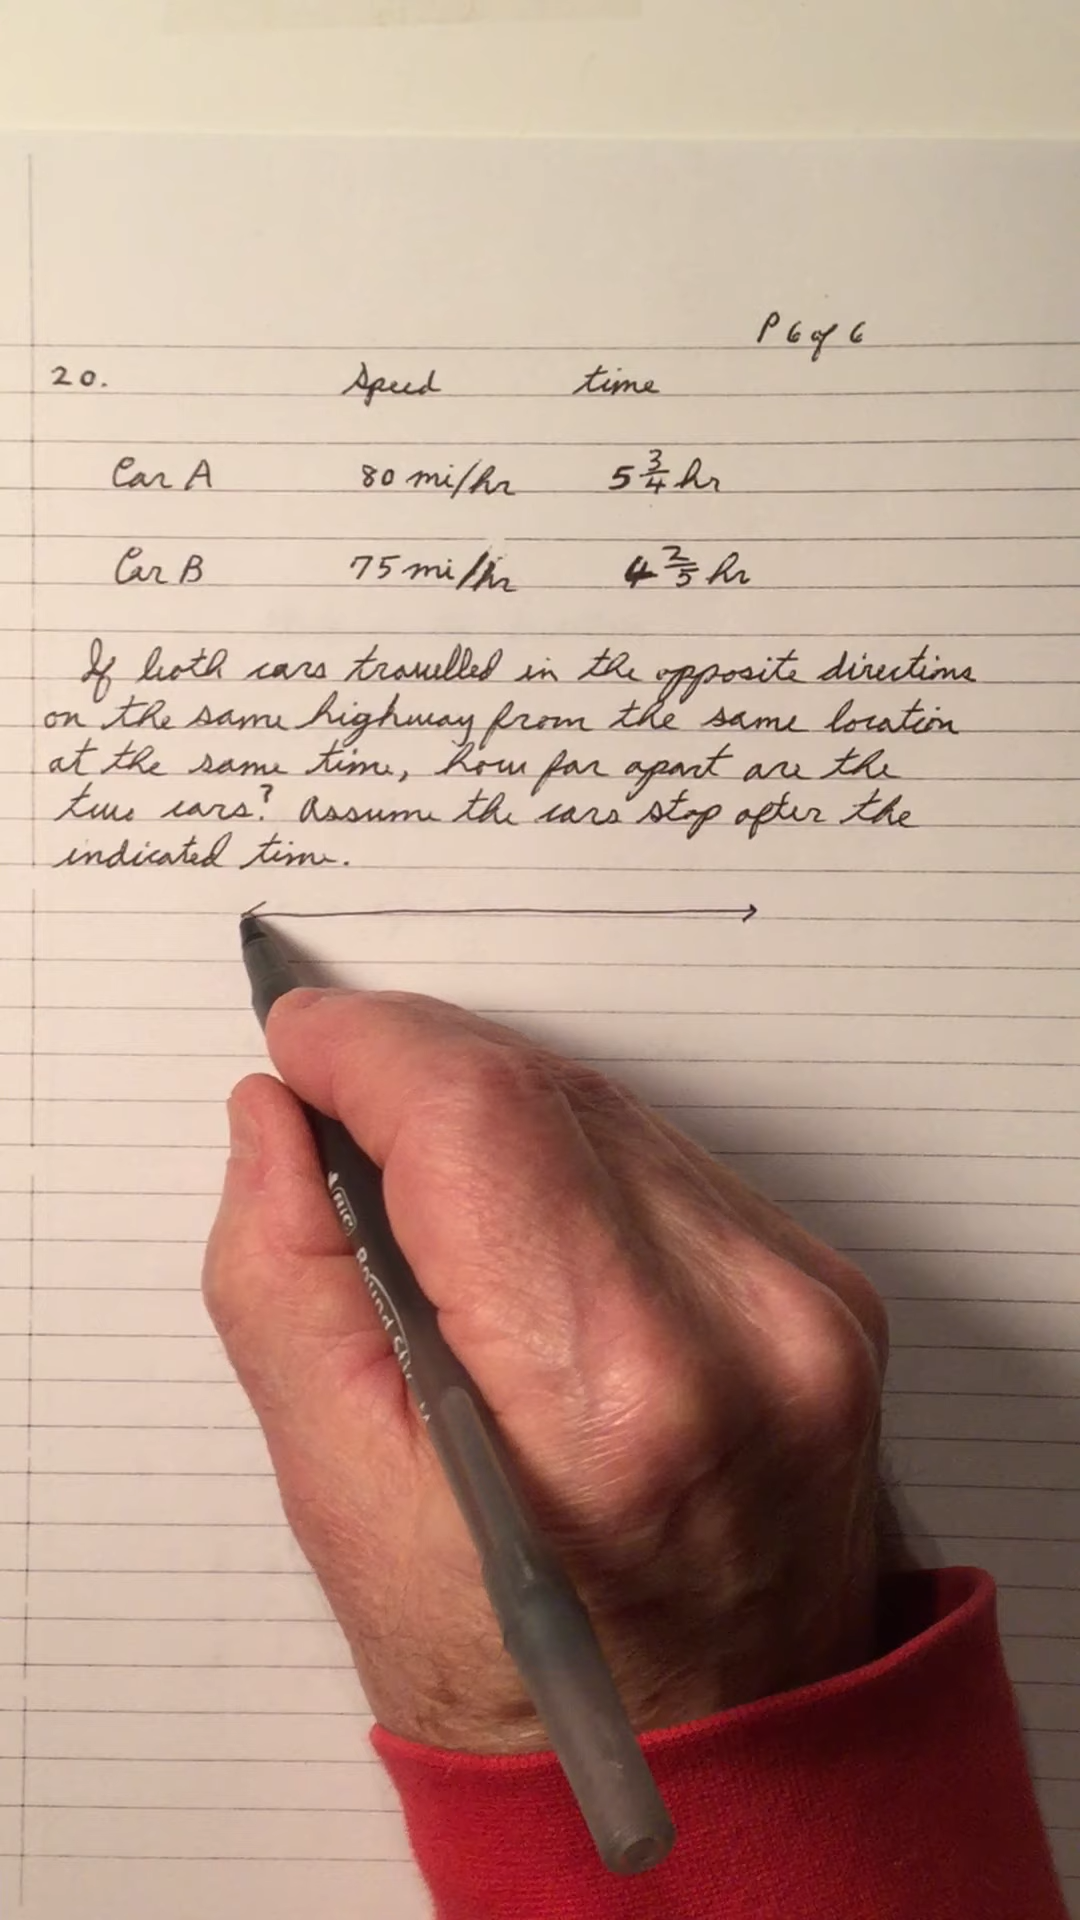 P 6 of 6
20. Speed time
Car A 80 mi/hr 5 3/4 hr
Car B 75 mi/hr 4 2/5 hr
If both cars travelled in the opposite directions
on the same highway from the same location
at the same time, how far apart are the
two cars? Assume the cars stop after the
indicated time.
BIC Round Stic M